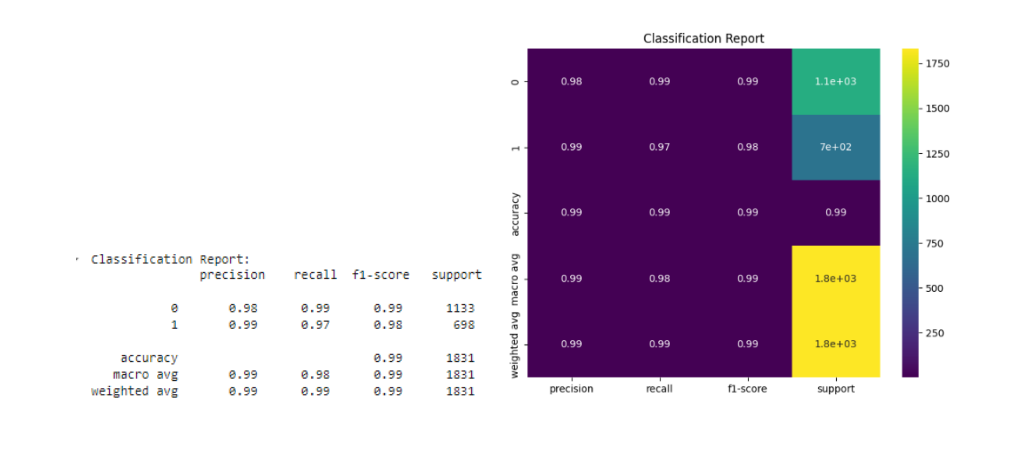 Classification Report:
precision recall f1-score support
0 0.98 0.99 0.99 1133
1 0.99 0.97 0.98 698
accuracy 0.99 1831
macro avg 0.99 0.98 0.99 1831
weighted avg 0.99 0.99 0.99 1831
Classification Report
0 0.98 0.99 0.99 1.1e+03
1 0.99 0.97 0.98 7e+02
accuracy 0.99 0.99 0.99 0.99
macro avg 0.99 0.98 0.99 1.8e+03
weighted avg 0.99 0.99 0.99 1.8e+03
precision recall f1-score support
1750
1500
1250
1000
750
500
250